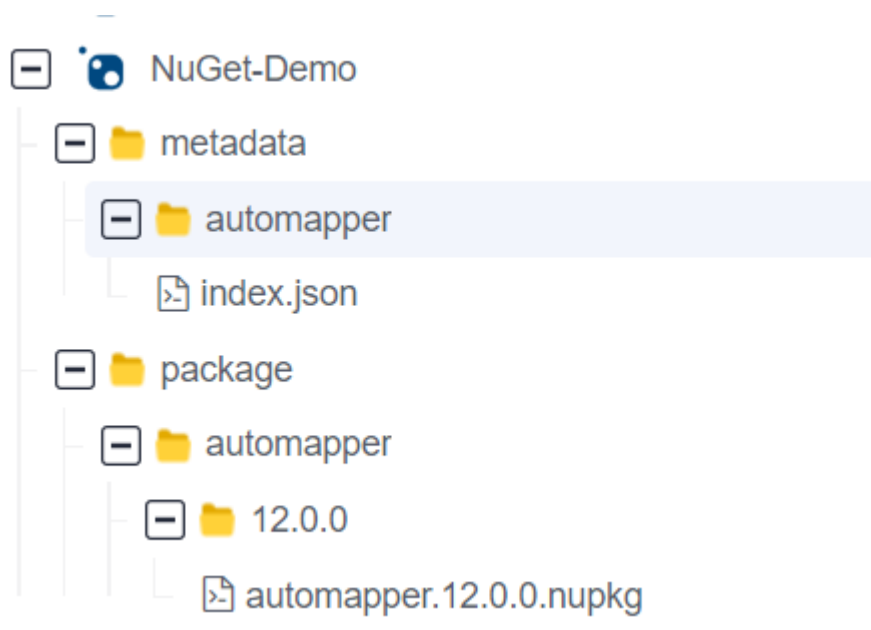 NuGet-Demo
metadata
automapper
index.json
package
automapper
12.0.0
automapper.12.0.0.nupkg